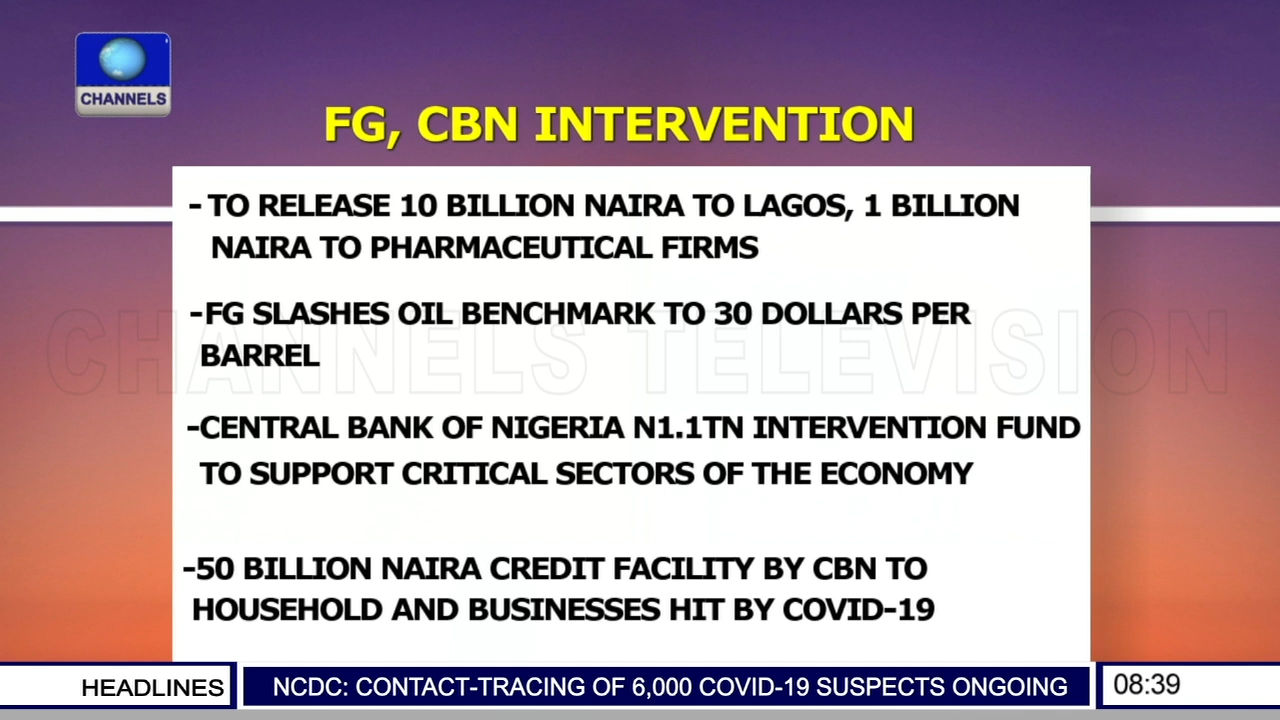 CHANNELS
FG, CBN INTERVENTION
- TO RELEASE 10 BILLION NAIRA TO LAGOS, 1 BILLION
NAIRA TO PHARMACEUTICAL FIRMS
-FG SLASHES OIL BENCHMARK TO 30 DOLLARS PER
BARREL
CHANNELS TELEVISION
-CENTRAL BANK OF NIGERIA N1.1TN INTERVENTION FUND
TO SUPPORT CRITICAL SECTORS OF THE ECONOMY
-50 BILLION NAIRA CREDIT FACILITY BY CBN TO
HOUSEHOLD AND BUSINESSES HIT BY COVID-19
HEADLINES
NCDC: CONTACT-TRACING OF 6,000 COVID-19 SUSPECTS ONGOING
08:39